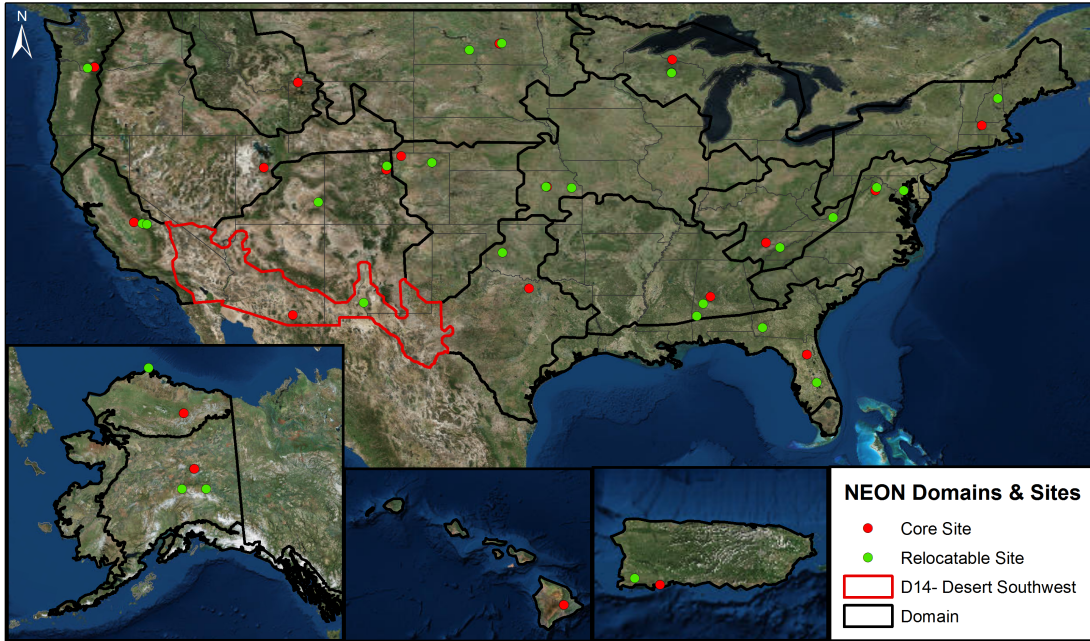 N
NEON Domains & Sites
Core Site
Relocatable Site
D14- Desert Southwest
Domain